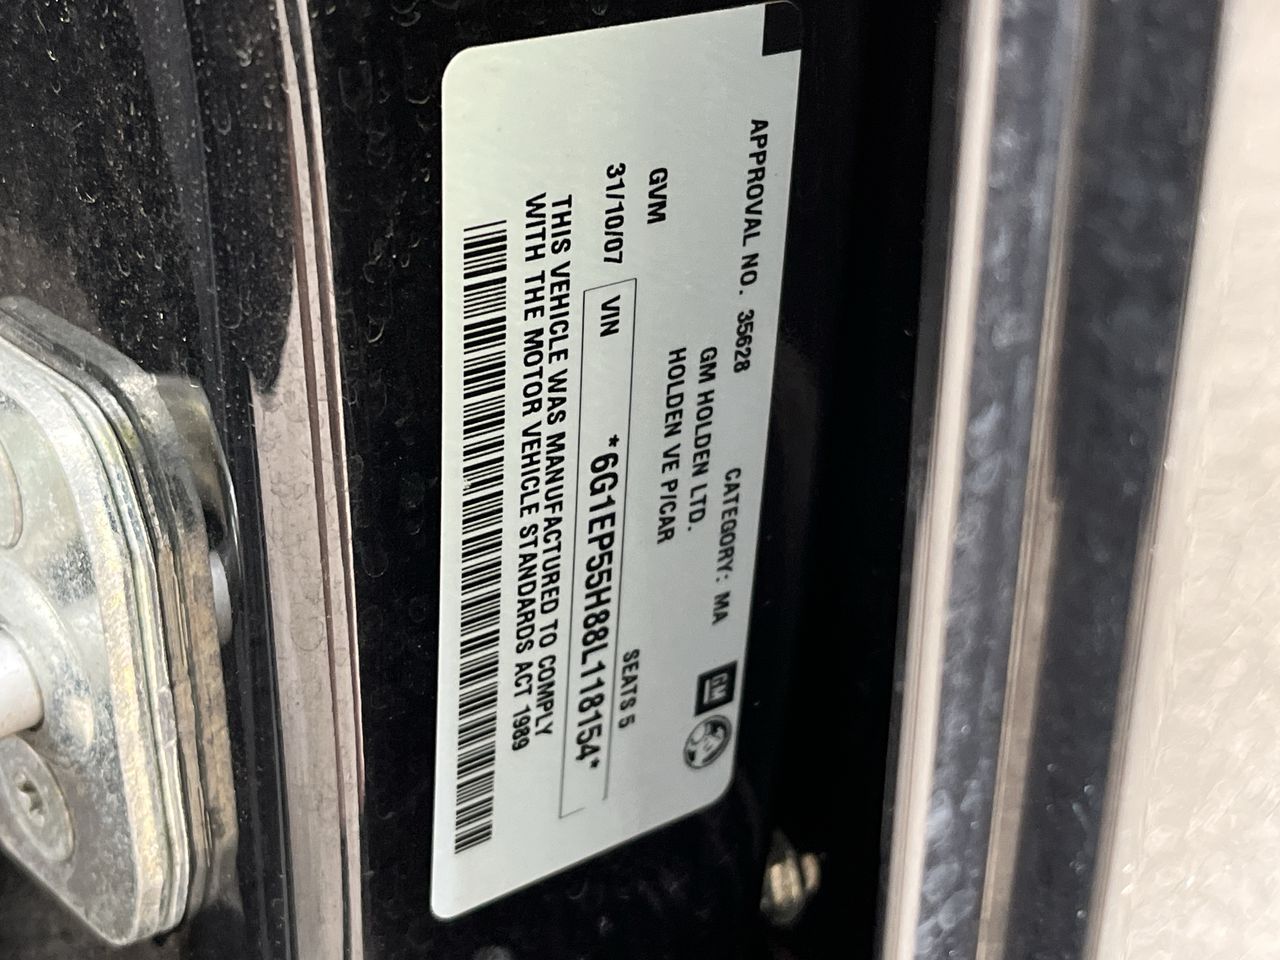 APPROVAL NO. 35628 CATEGORY: MA
GM
GM HOLDEN LTD.
HOLDEN VE P/CAR
GVM
SEATS 5
31/10/07 VIN *6G1EP55H88L118154*
THIS VEHICLE WAS MANUFACTURED TO COMPLY
WITH THE MOTOR VEHICLE STANDARDS ACT 1989